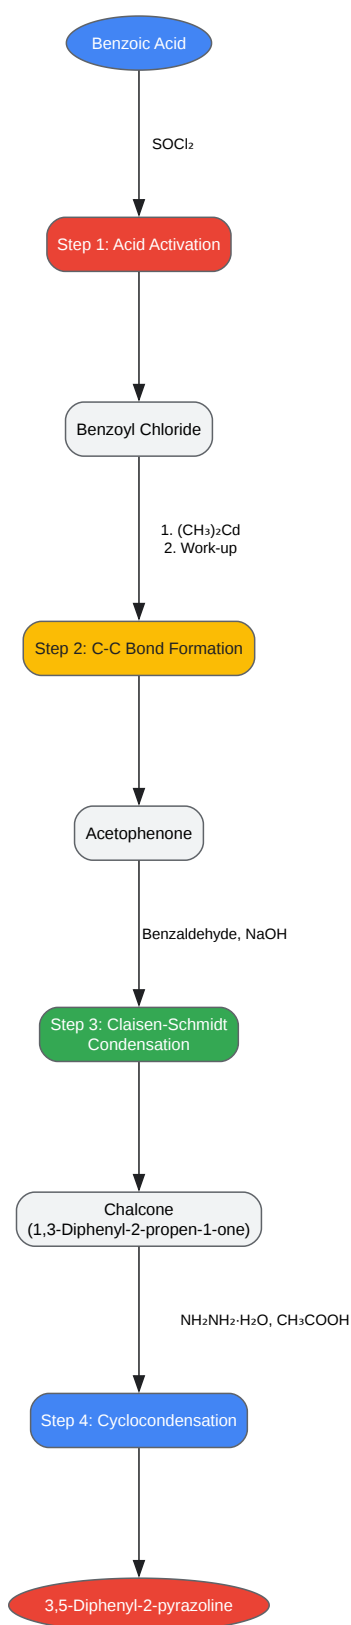 Benzoic Acid
SOCl₂
Step 1: Acid Activation
Benzoyl Chloride
1. (CH₃)₂Cd
2. Work-up
Step 2: C-C Bond Formation
Acetophenone
Benzaldehyde, NaOH
Step 3: Claisen-Schmidt
Condensation
Chalcone
(1,3-Diphenyl-2-propen-1-one)
NH₂NH₂·H₂O, CH₃COOH
Step 4: Cyclocondensation
3,5-Diphenyl-2-pyrazoline